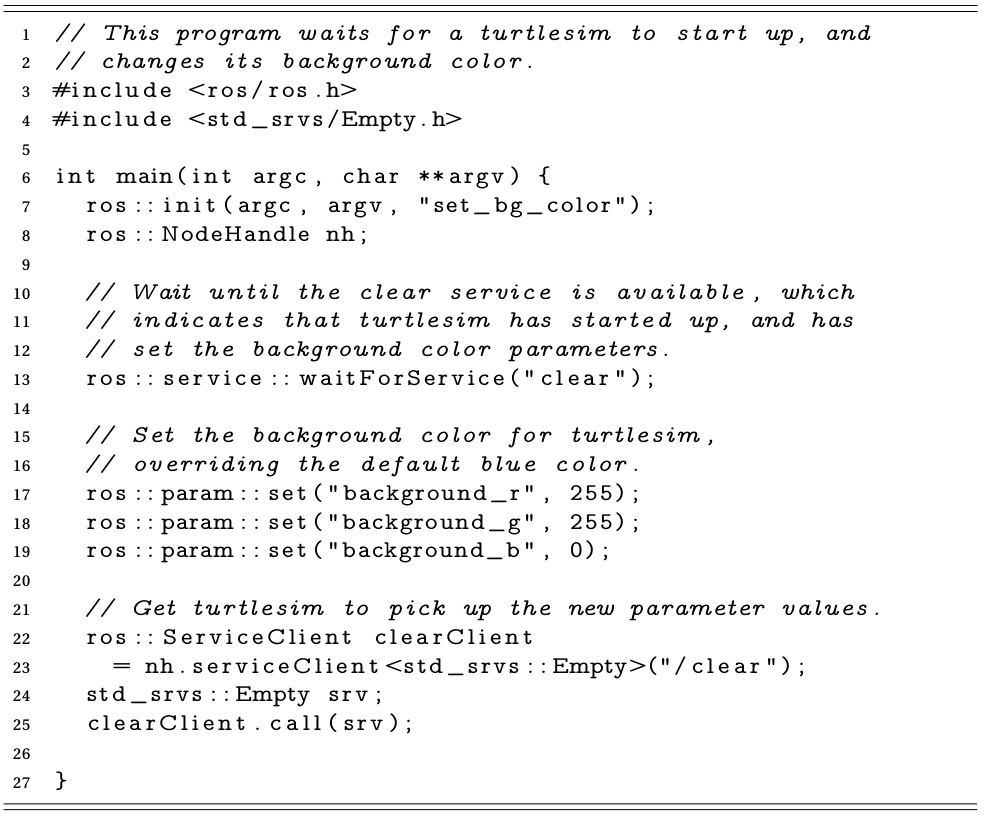 1 // This program waits for a turtlesim to start up, and
2 // changes its background color.
3 #include <ros/ros.h>
4 #include <std_srvs/Empty.h>
5
6 int main(int argc, char **argv) {
7 ros::init(argc, argv, "set_bg_color");
8 ros::NodeHandle nh;
9
10 // Wait until the clear service is available, which
11 // indicates that turtlesim has started up, and has
12 // set the background color parameters.
13 ros::service::waitForService("clear");
14
15 // Set the background color for turtlesim,
16 // overriding the default blue color.
17 ros::param::set("background_r", 255);
18 ros::param::set("background_g", 255);
19 ros::param::set("background_b", 0);
20
21 // Get turtlesim to pick up the new parameter values.
22 ros::ServiceClient clearClient
23 = nh.serviceClient<std_srvs::Empty>("/clear");
24 std_srvs::Empty srv;
25 clearClient.call(srv);
26
27 }